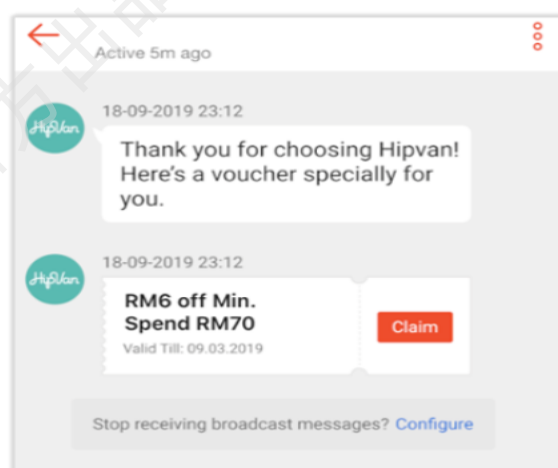 Active 5m ago
18-09-2019 23:12
HipVan
Thank you for choosing Hipvan!
Here's a voucher specially for
you.
18-09-2019 23:12
HipVan
RM6 off Min.
Spend RM70
Valid Till: 09.03.2019
Claim
Stop receiving broadcast messages? Configure